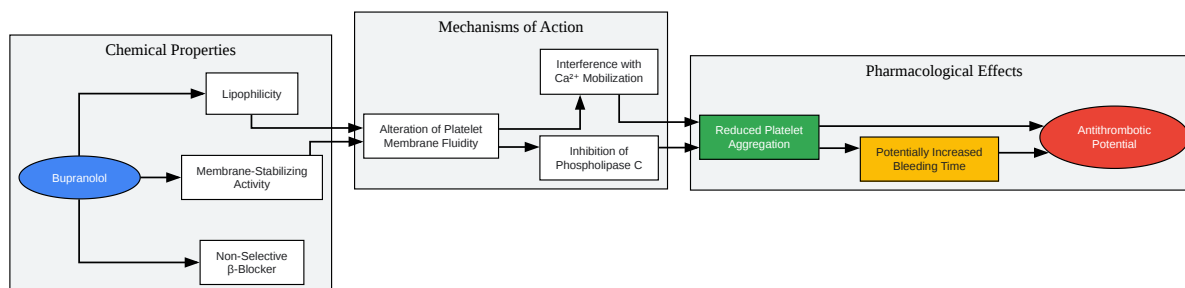 Chemical Properties
Bupranolol
Lipophilicity
Membrane-Stabilizing
Activity
Non-Selective
β-Blocker
Mechanisms of Action
Alteration of Platelet
Membrane Fluidity
Interference with
Ca²⁺ Mobilization
Inhibition of
Phospholipase C
Pharmacological Effects
Reduced Platelet
Aggregation
Potentially Increased
Bleeding Time
Antithrombotic
Potential